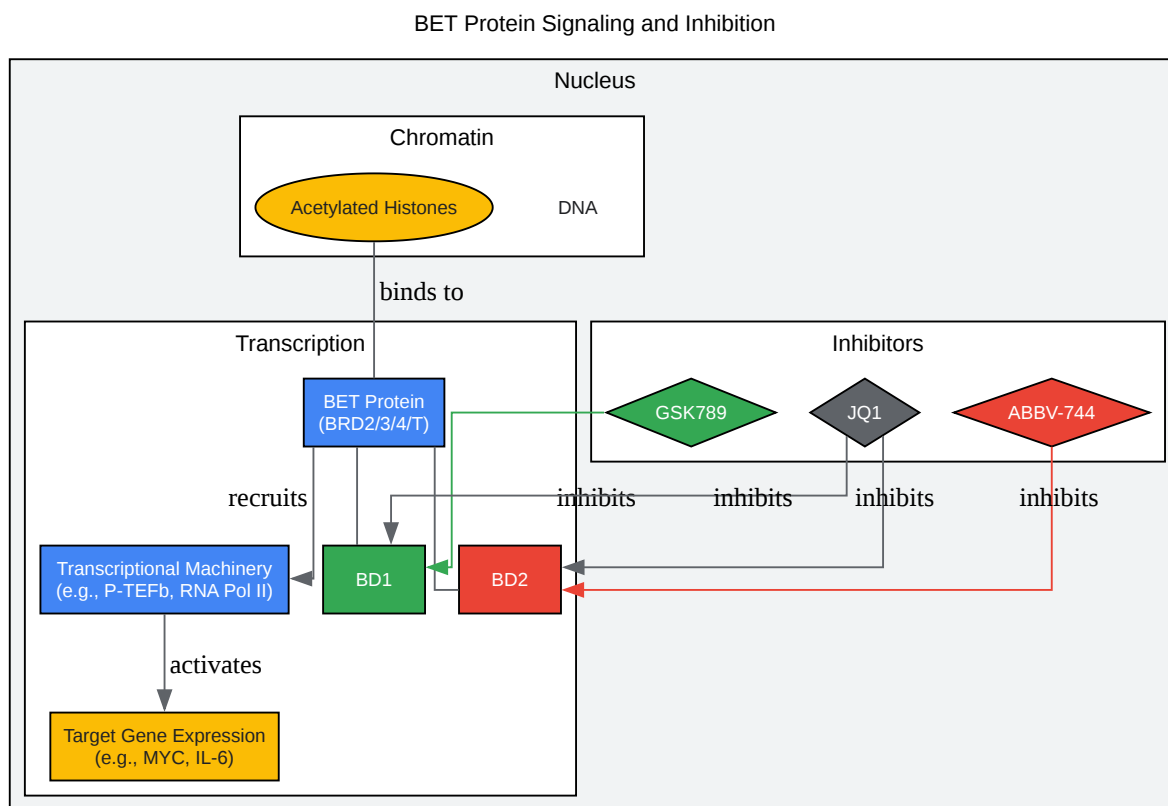 BET Protein Signaling and Inhibition
Nucleus
Chromatin
Acetylated Histones
DNA
binds to
Transcription
Inhibitors
BET Protein
(BRD2/3/4/T)
GSK789
JQ1
ABBV-744
recruits
inhibits
inhibits
inhibits
inhibits
Transcriptional Machinery
(e.g., P-TEFb, RNA Pol II)
BD1
BD2
activates
Target Gene Expression
(e.g., MYC, IL-6)